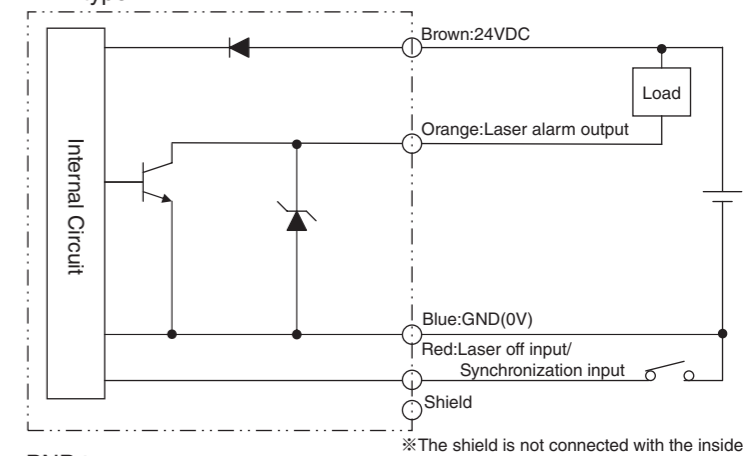 Brown:24VDC
Load
Orange:Laser alarm output
Internal Circuit
Blue:GND(0V)
Red:Laser off input/
Synchronization input
Shield
※The shield is not connected with the inside